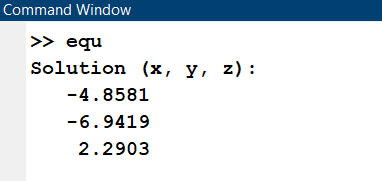 Command Window
>> equ
Solution (x, y, z):
-4.8581
-6.9419
2.2903